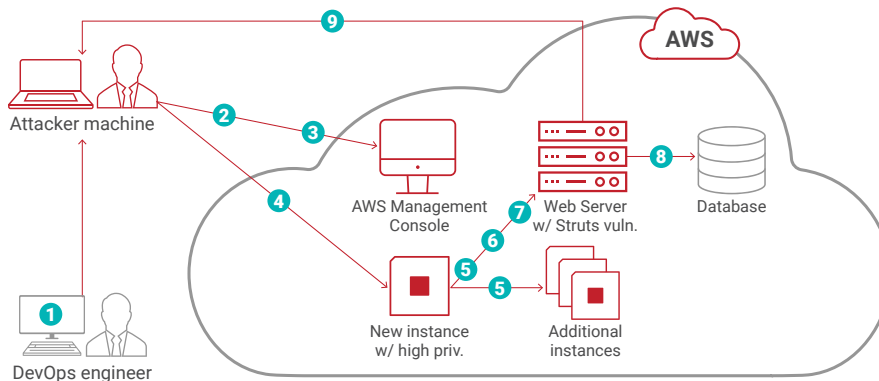 9
AWS
2
3
Attacker machine
8
4
AWS Management
Console
7
Web Server
w/ Struts vuln.
Database
6
5
5
1
New instance
w/ high priv.
Additional
instances
DevOps engineer